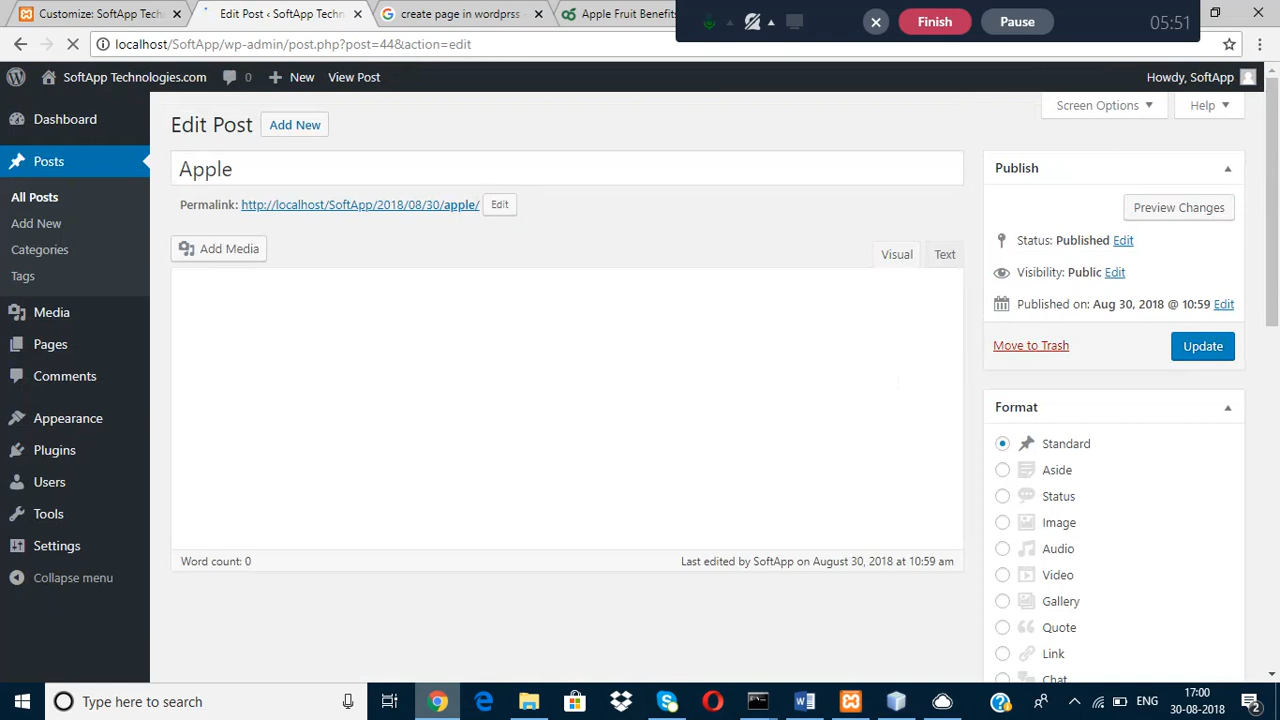 Customize: SoftApp Technologies
Edit Post ‹ SoftApp Techn
create page in wordprss -
Apple Fruit Benefits
Finish
Pause
05:51
localhost/SoftApp/wp-admin/post.php?post=448&action=edit
SoftApp Technologies.com
0
New
View Post
Howdy, SoftApp
Screen Options
Help
Dashboard
Posts
All Posts
Add New
Categories
Tags
Media
Pages
Comments
Appearance
Plugins
Users
Tools
Settings
Collapse menu
Edit Post
Add New
Apple
Permalink: http://localhost/SoftApp/2018/08/30/apple/ Edit
Add Media
Visual
Text
Word count: 0
Last edited by SoftApp on August 30, 2018 at 10:59 am
Publish
Preview Changes
Status: Published Edit
Visibility: Public Edit
Published on: Aug 30, 2018 @ 10:59 Edit
Move to Trash
Update
Format
Standard
Aside
Status
Image
Audio
Video
Gallery
Quote
Link
Chat
Type here to search
ENG
17:00
30-08-2018
2